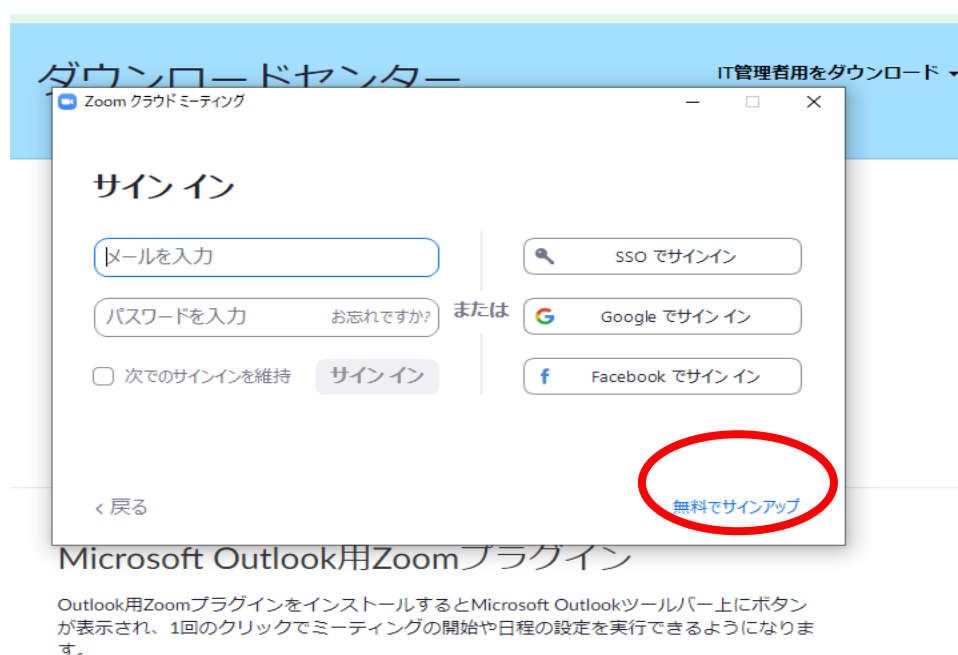 ダウンロードセンター
IT管理者用をダウンロード
Zoom クラウド ミーティング
サイン イン
メールを入力
パスワードを入力 お忘れですか?
次でのサインインを維持 サイン イン
または
SSO でサインイン
Google でサイン イン
Facebook でサイン イン
< 戻る
無料でサインアップ
Microsoft Outlook用Zoomプラグイン
Outlook用ZoomプラグインをインストールするとMicrosoft Outlookツールバー上にボタン
が表示され、1回のクリックでミーティングの開始や日程の設定を実行できるようになりま
す。